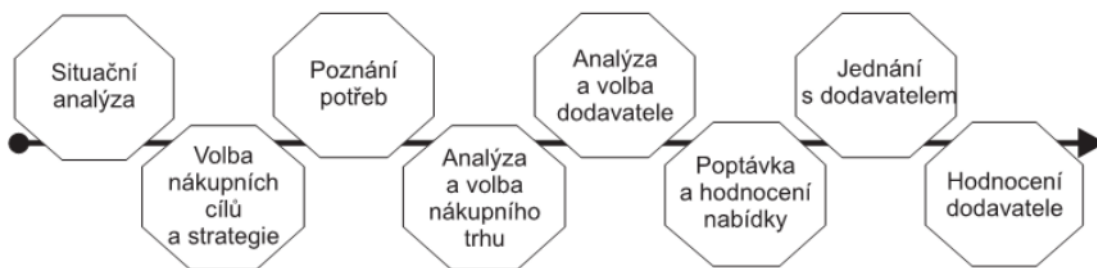 Situační
analýza
Volba
nákupních
cílů
a strategie
Poznání
potřeb
Analýza
a volba
nákupního
trhu
Analýza
a volba
dodavatele
Poptávka
a hodnocení
nabídky
Jednání
s dodavatelem
Hodnocení
dodavatele